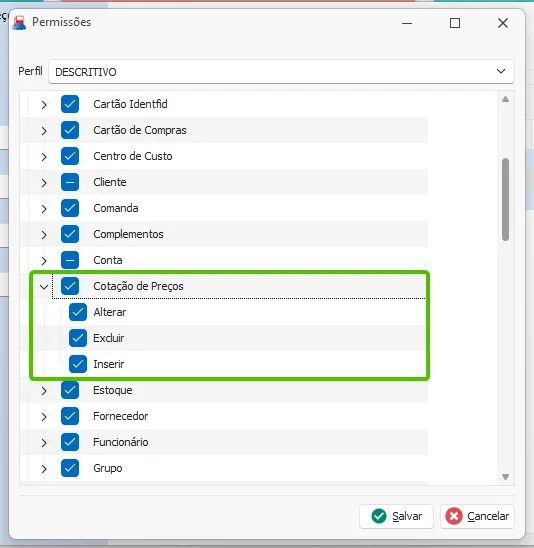 Permissões
Perfil DESCRITIVO
Cartão Identfid
Cartão de Compras
Centro de Custo
Cliente
Comanda
Complementos
Conta
Cotação de Preços
Alterar
Excluir
Inserir
Estoque
Fornecedor
Funcionário
Grupo
Salvar Cancelar